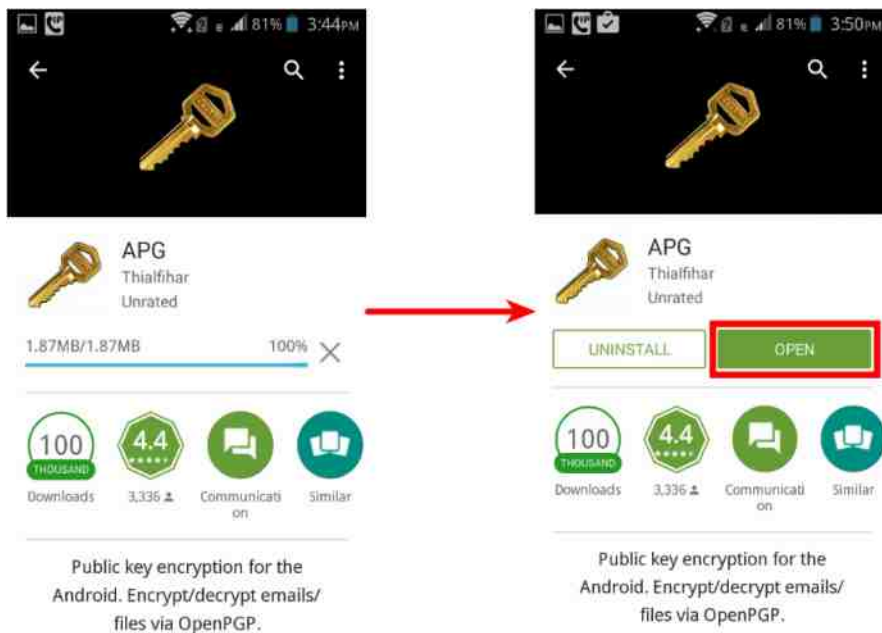 81% 3:44PM
APG
Thialfihar
Unrated
1.87MB/1.87MB 100%
100
THOUSAND
Downloads
4.4
3,336
Communicati
on
Similar
Public key encryption for the
Android. Encrypt/decrypt emails/
files via OpenPGP.
81% 3:50PM
APG
Thialfihar
Unrated
UNINSTALL
OPEN
100
THOUSAND
Downloads
4.4
3,336
Communicati
on
Similar
Public key encryption for the
Android. Encrypt/decrypt emails/
files via OpenPGP.